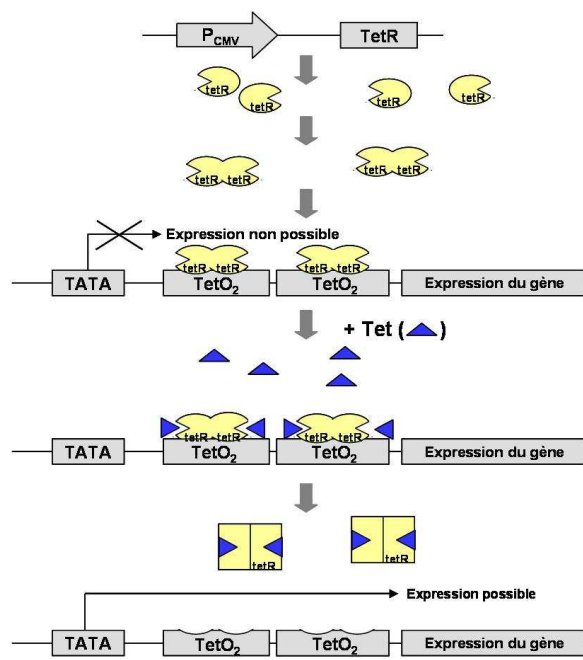 P_CMV TetR
tetR tetR tetR tetR
tetR tetR tetR tetR
Expression non possible
tetR tetR tetR tetR
TATA TetO₂ TetO₂ Expression du gène
+ Tet ( )
tetR tetR tetR tetR
TATA TetO₂ TetO₂ Expression du gène
tetR tetR
Expression possible
TATA TetO₂ TetO₂ Expression du gène